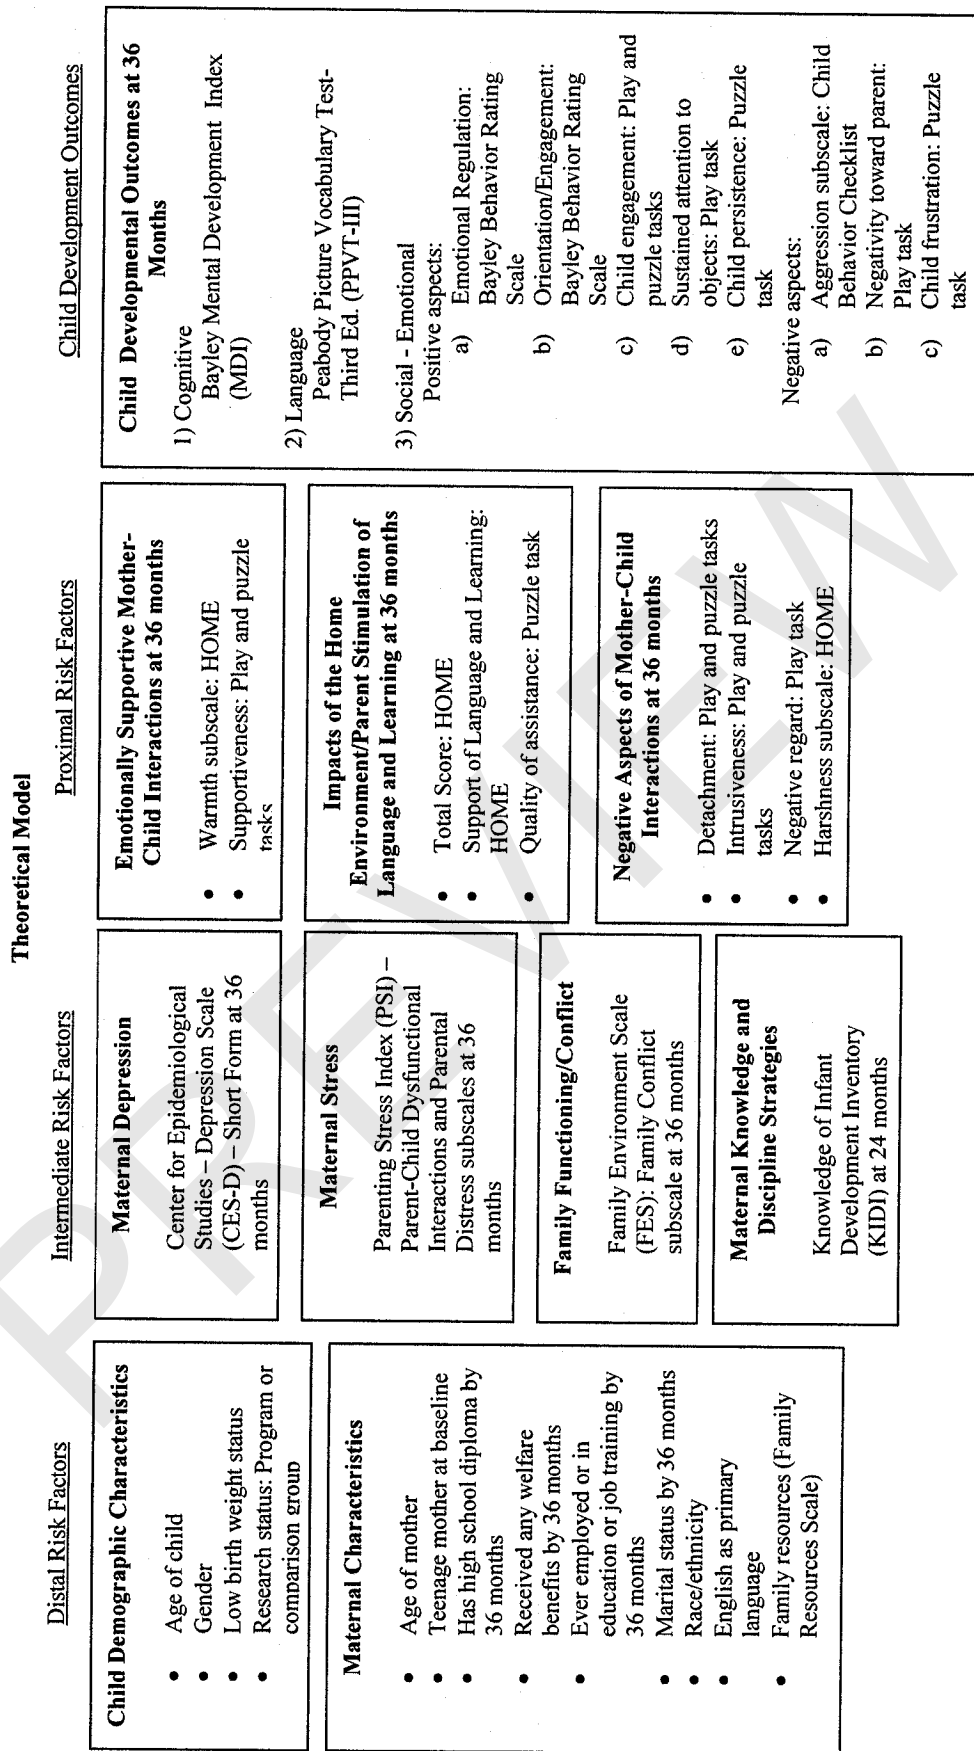 Theoretical Model
Distal Risk Factors
Child Demographic Characteristics
• Age of child
• Gender
• Low birth weight status
• Research status: Program or
comparison group
Maternal Characteristics
• Age of mother
• Teenage mother at baseline
• Has high school diploma by
36 months
• Received any welfare
benefits by 36 months
• Ever employed or in
education or job training by
36 months
• Marital status by 36 months
• Race/ethnicity
• English as primary
language
• Family resources (Family
Resources Scale)
Intermediate Risk Factors
Maternal Depression
Center for Epidemiological
Studies – Depression Scale
(CES-D) – Short Form at 36
months
Maternal Stress
Parenting Stress Index (PSI) –
Parent-Child Dysfunctional
Interactions and Parental
Distress subscales at 36
months
Family Functioning/Conflict
Family Environment Scale
(FES): Family Conflict
subscale at 36 months
Maternal Knowledge and
Discipline Strategies
Knowledge of Infant
Development Inventory
(KIDI) at 24 months
Proximal Risk Factors
Emotionally Supportive Mother-
Child Interactions at 36 months
• Warmth subscale: HOME
• Supportiveness: Play and puzzle
tasks
Impacts of the Home
Environment/Parent Stimulation of
Language and Learning at 36 months
• Total Score: HOME
• Support of Language and Learning:
HOME
• Quality of assistance: Puzzle task
Negative Aspects of Mother-Child
Interactions at 36 months
• Detachment: Play and puzzle tasks
• Intrusiveness: Play and puzzle
tasks
• Negative regard: Play task
• Harshness subscale: HOME
Child Development Outcomes
Child Developmental Outcomes at 36
Months
1) Cognitive
Bayley Mental Development Index
(MDI)
2) Language
Peabody Picture Vocabulary Test-
Third Ed. (PPVT-III)
3) Social - Emotional
Positive aspects:
a) Emotional Regulation:
Bayley Behavior Rating
Scale
b) Orientation/Engagement:
Bayley Behavior Rating
Scale
c) Child engagement: Play and
puzzle tasks
d) Sustained attention to
objects: Play task
e) Child persistence: Puzzle
task
Negative aspects:
a) Aggression subscale: Child
Behavior Checklist
b) Negativity toward parent:
Play task
c) Child frustration: Puzzle
task
PREVIEW